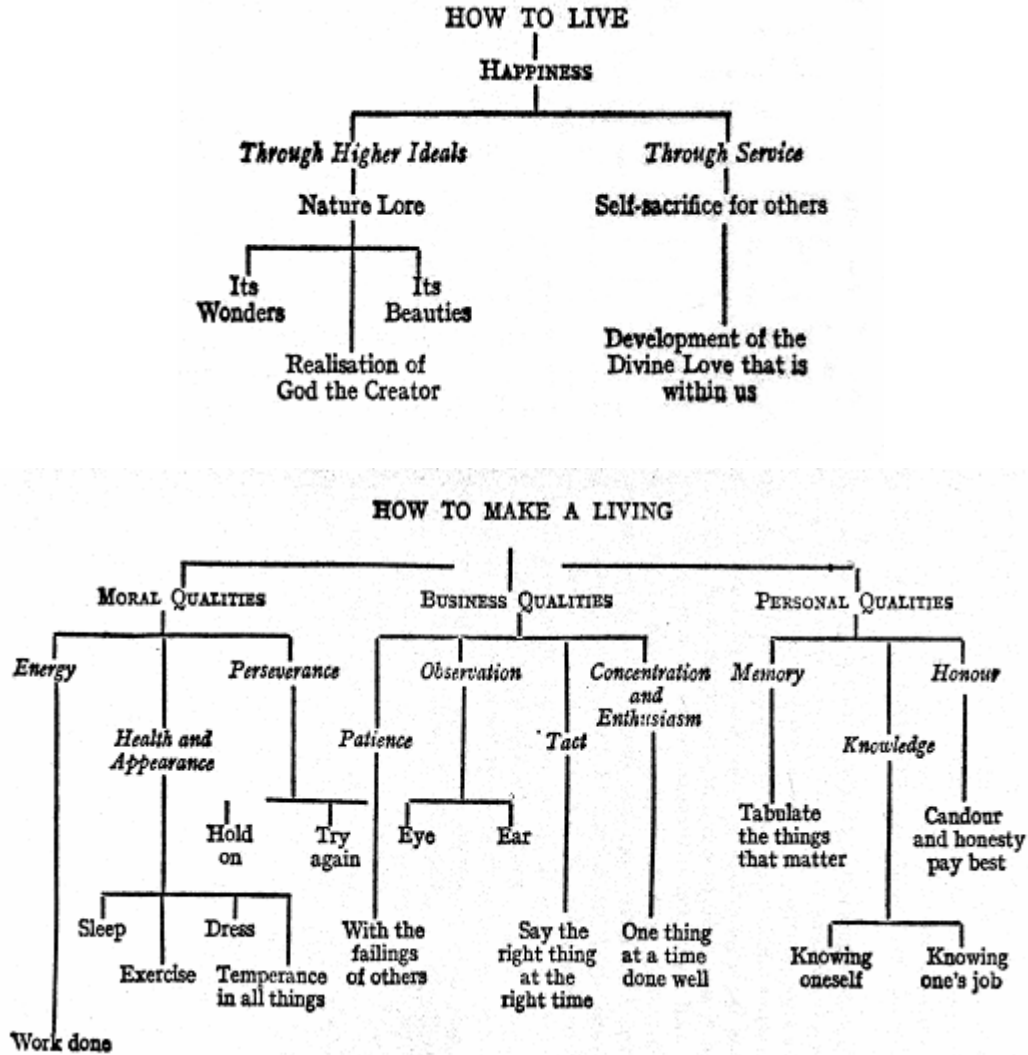 HOW TO LIVE
HAPPINESS
Through Higher Ideals
Through Service
Nature Lore
Self-sacrifice for others
Its
Wonders
Its
Beauties
Realisation of
God the Creator
Development of the
Divine Love that is
within us
HOW TO MAKE A LIVING
MORAL QUALITIES
BUSINESS QUALITIES
PERSONAL QUALITIES
Energy
Perseverance
Observation
Concentration
and
Enthusiasm
Memory
Honour
Health and
Appearance
Patience
Tact
Knowledge
Hold
on
Try
again
Eye
Ear
Tabulate
the things
that matter
Candour
and honesty
pay best
Sleep
Dress
Exercise
Temperance
in all things
With the
failings
of others
Say the
right thing
at the
right time
One thing
at a time
done well
Knowing
oneself
Knowing
one's job
Work done